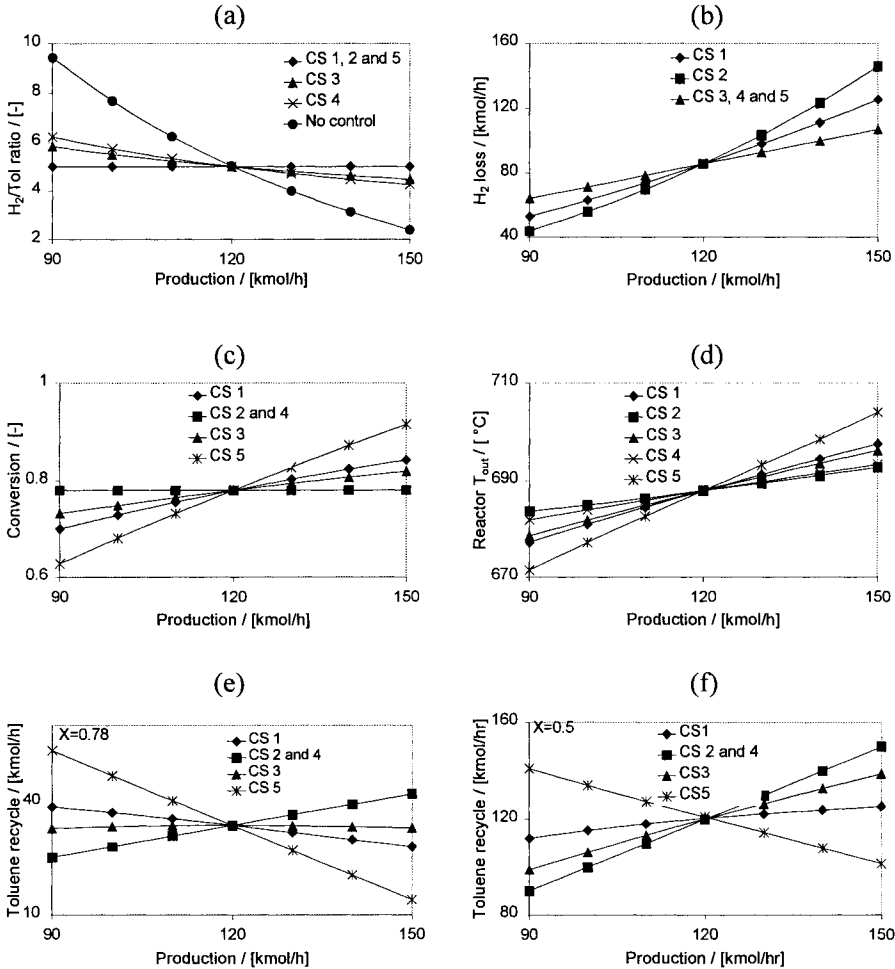 (a)
10
8
6
4
2
H₂/Tol ratio / [-]
CS 1, 2 and 5
CS 3
CS 4
No control
90
120
150
Production / [kmol/h]
(b)
160
120
80
40
H₂ loss / [kmol/h]
CS 1
CS 2
CS 3, 4 and 5
90
120
150
Production / [kmol/h]
(c)
1
0.8
0.6
Conversion / [-]
CS 1
CS 2 and 4
CS 3
CS 5
90
120
150
Production / [kmol/h]
(d)
710
690
670
Reactor Tout / [ °C]
CS 1
CS 2
CS 3
CS 4
CS 5
90
120
150
Production / [kmol/h]
(e)
X=0.78
40
10
Toluene recycle / [kmol/h]
CS 1
CS 2 and 4
CS 3
CS 5
90
120
150
Production / [kmol/h]
(f)
160
X=0.5
120
80
Toluene recycle / [kmol/hr]
CS1
CS 2 and 4
CS3
CS5
90
120
150
Production / [kmol/hr]